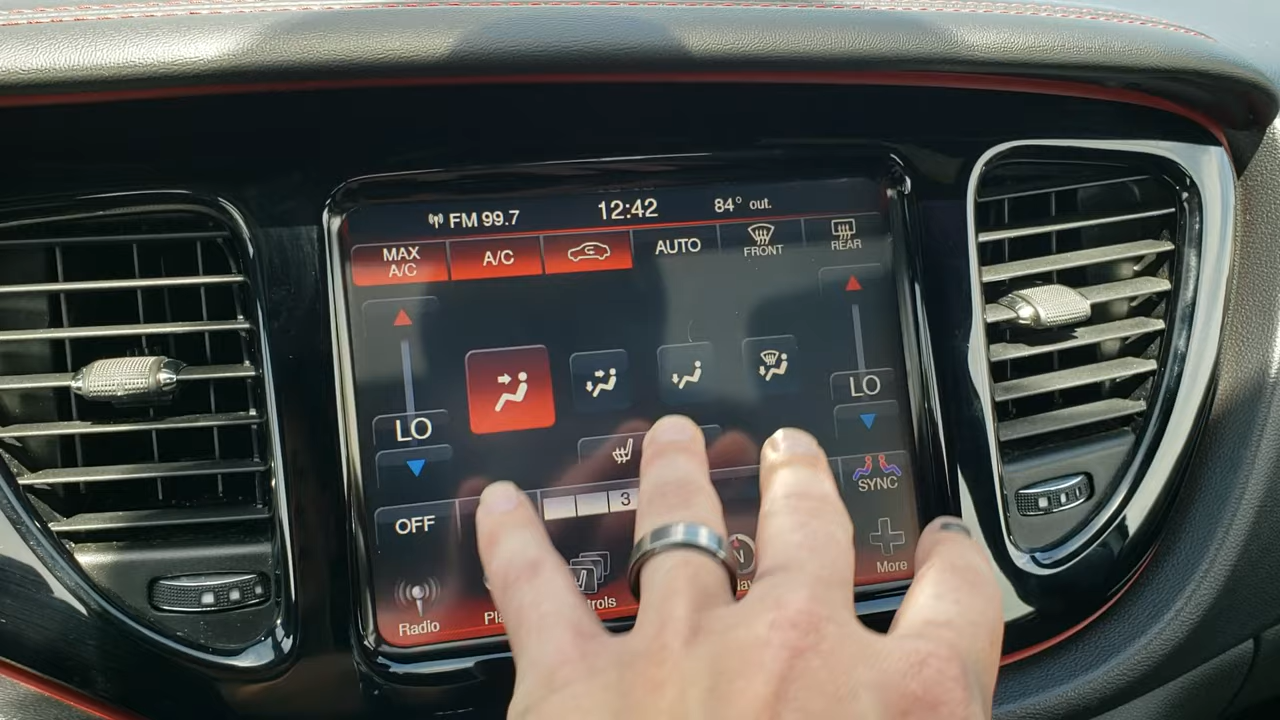 FM 99.7 12:42 84° out.
MAX A/C A/C AUTO FRONT REAR
LO LO
SYNC
OFF 3
More
Radio